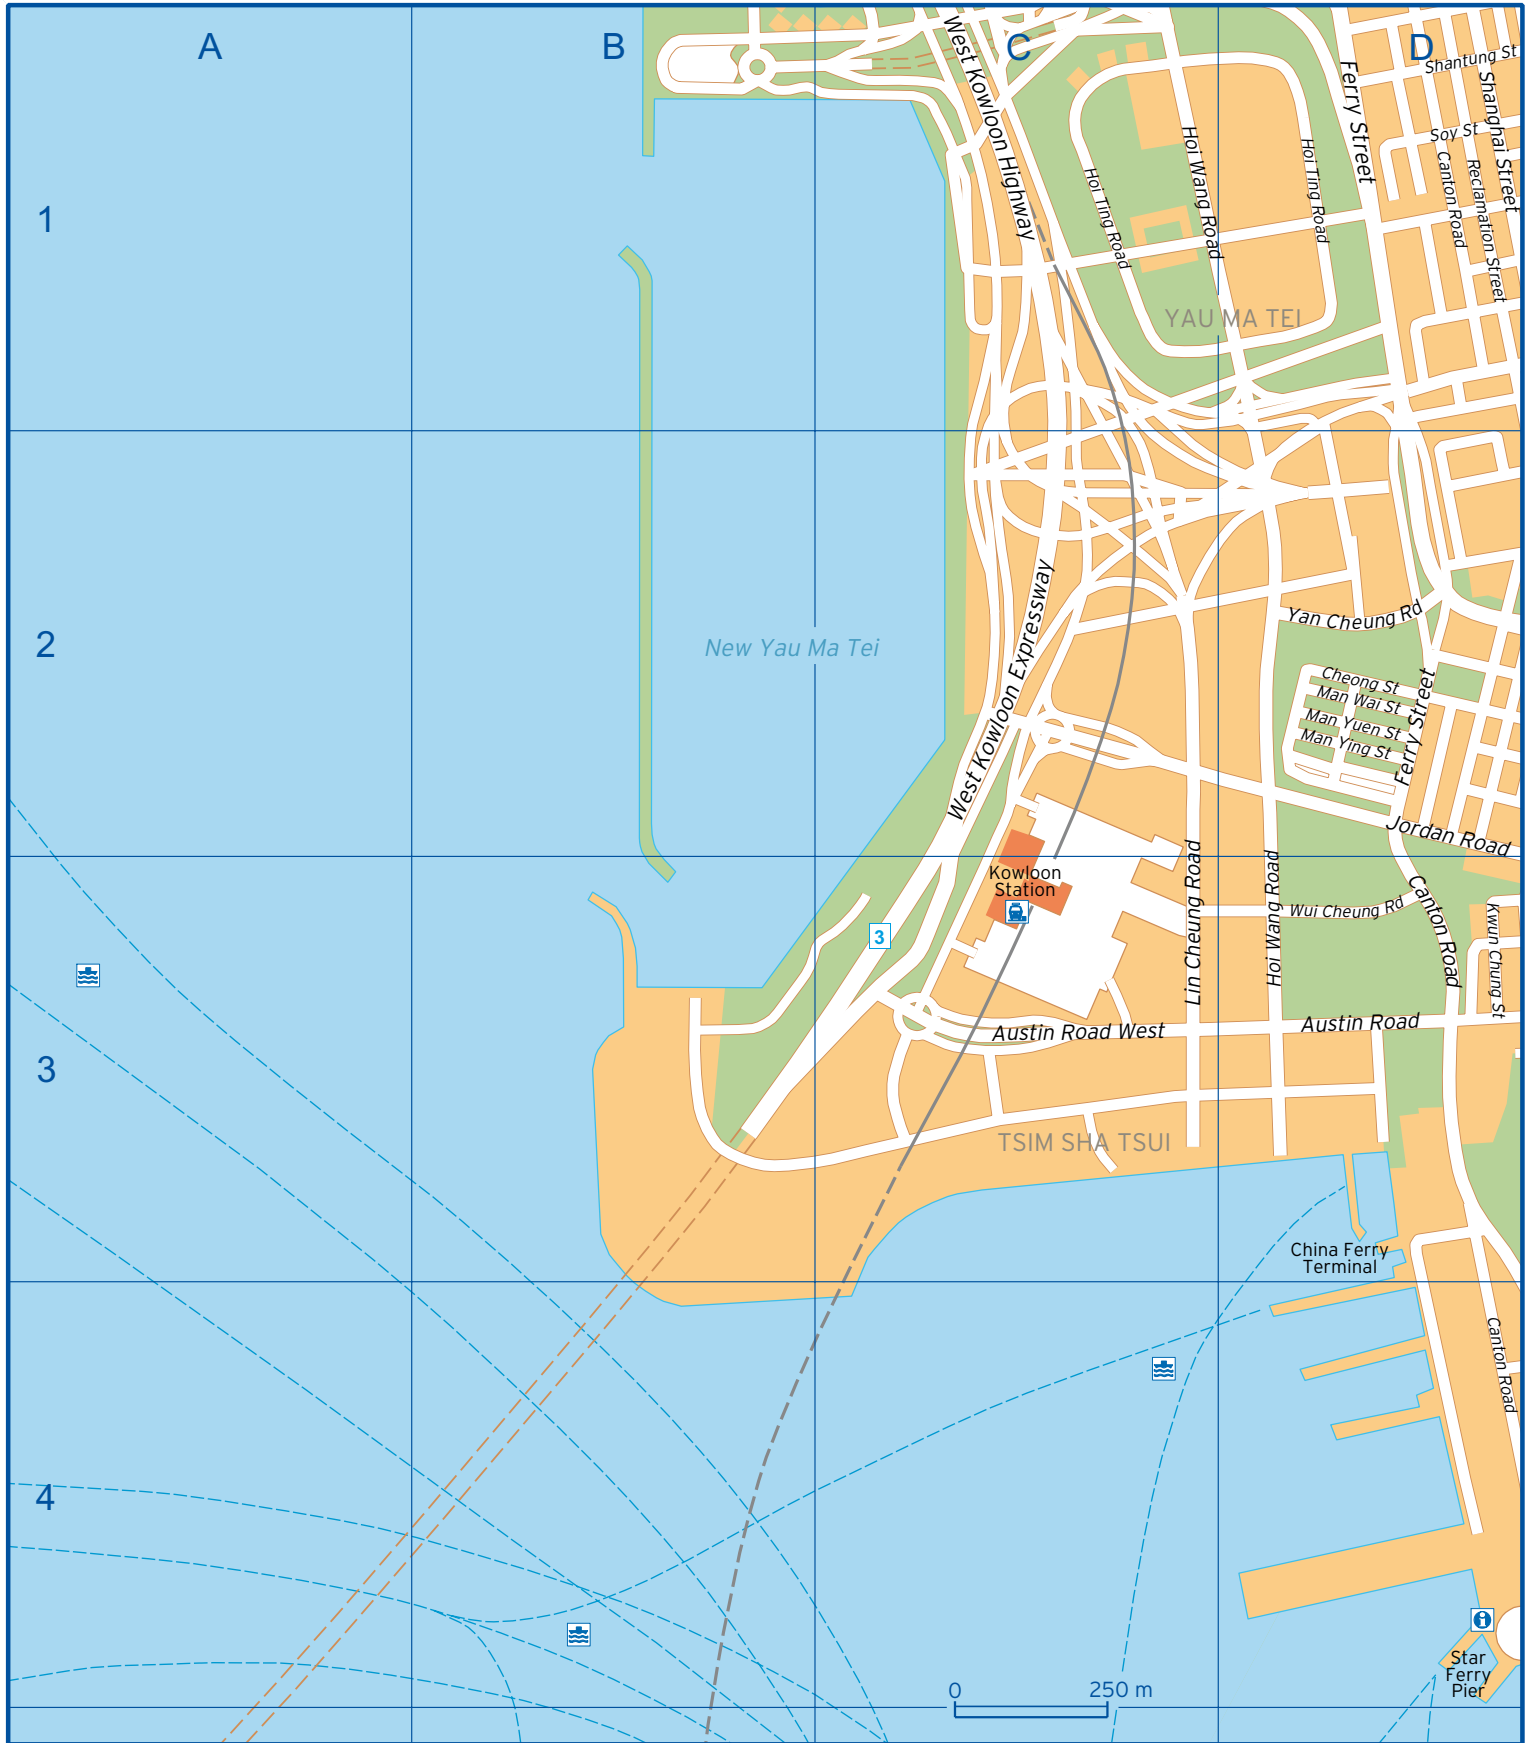 A
B
C
D
1
2
3
4
West Kowloon Highway
Ferry Street
Shantung St
Shanghai Street
Soy St
Canton Road
Reclamation Street
Hoi Wang Road
Hoi Ting Road
Hoi Ting Road
YAU MA TEI
West Kowloon Expressway
New Yau Ma Tei
Yan Cheung Rd
Cheong St
Man Wai St
Man Yuen St
Man Ying St
Ferry Street
Jordan Road
Kowloon
Station
3
Lin Cheung Road
Hoi Wang Road
Wui Cheung Rd
Canton Road
Kwun Chung St
Austin Road West
Austin Road
TSIM SHA TSUI
China Ferry
Terminal
Canton Road
i
Star
Ferry
Pier
0
250 m